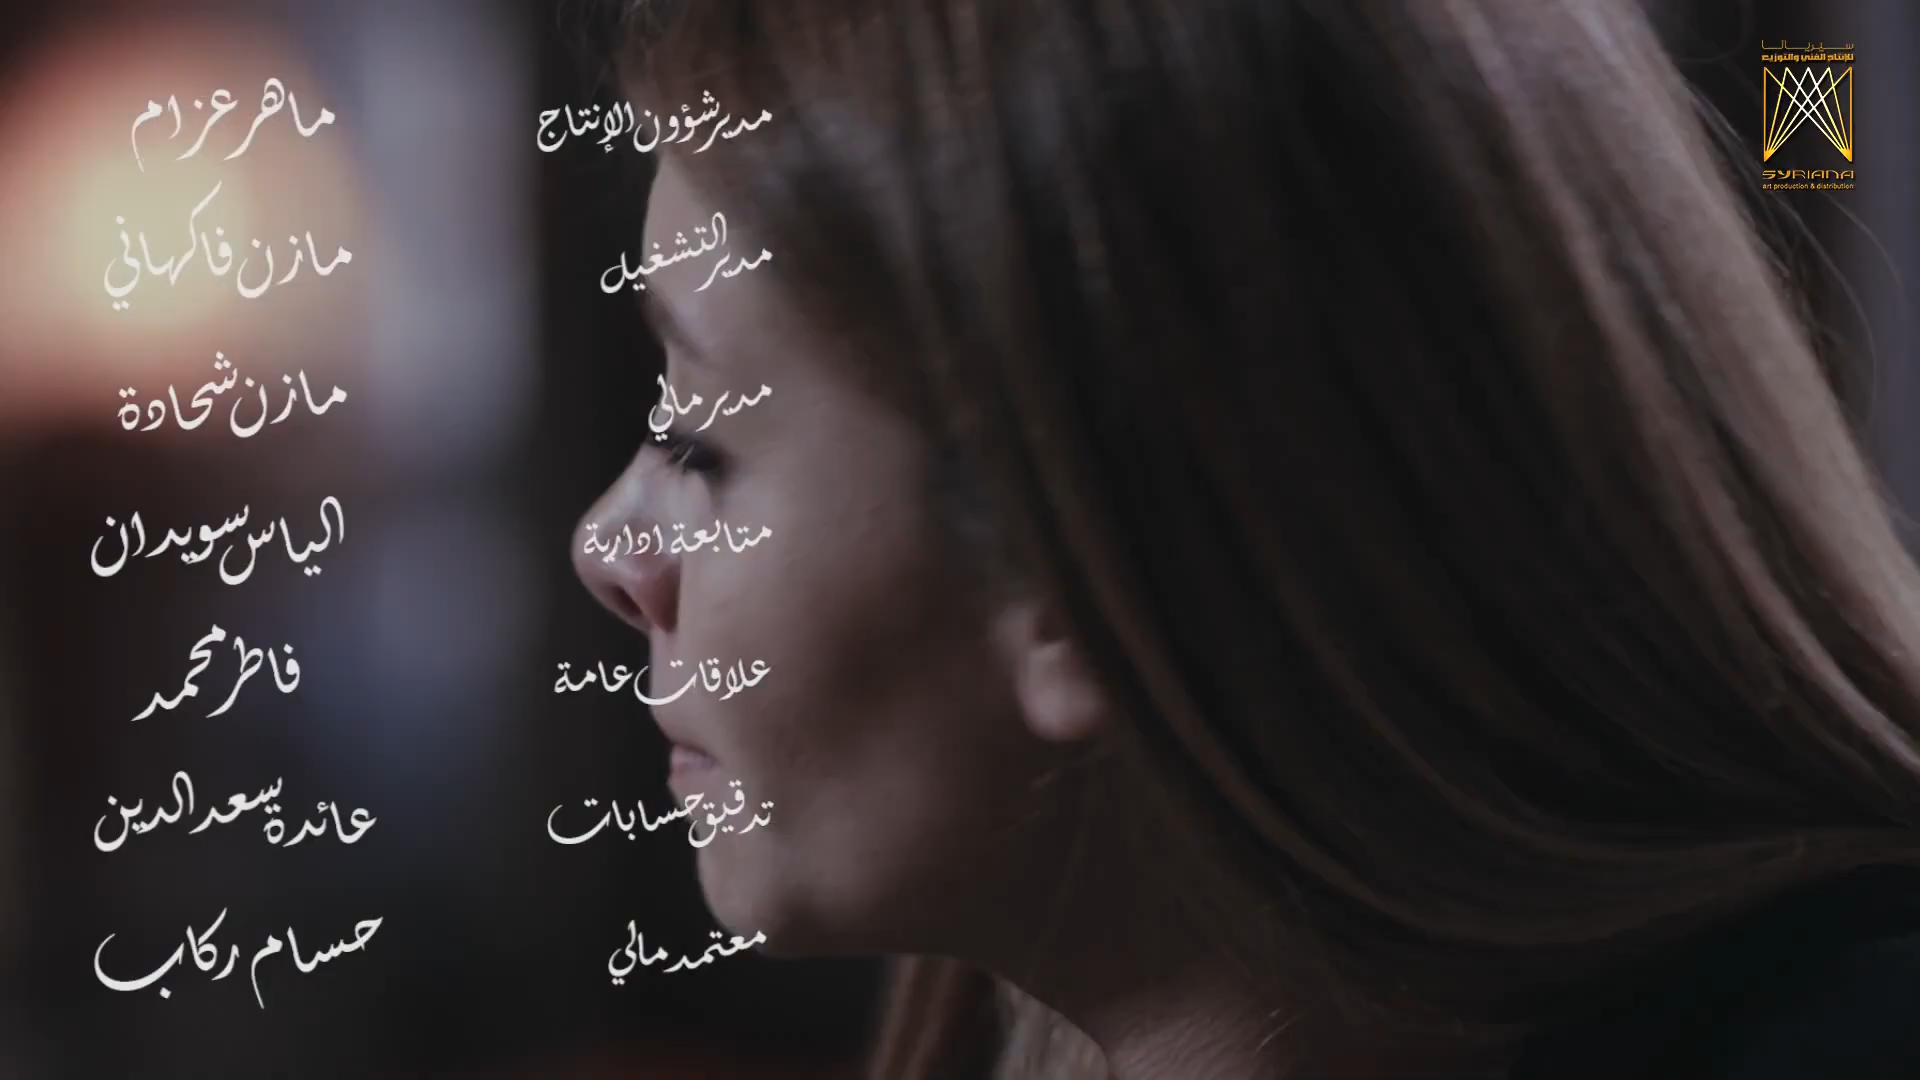 سيريانا
للإنتاج الفني والتوزيع
SYRIANA
art production & distribution
مدير شؤون الإنتاج ماهر عزام
مدير التشغيل مازن فاكهاني
مدير مالي مازن شحادة
متابعة ادارية الياس سويدان
علاقات عامة فاطر محمد
تدقيق حسابات عائدة سعد الدين
معتمد مالي حسام ركاب